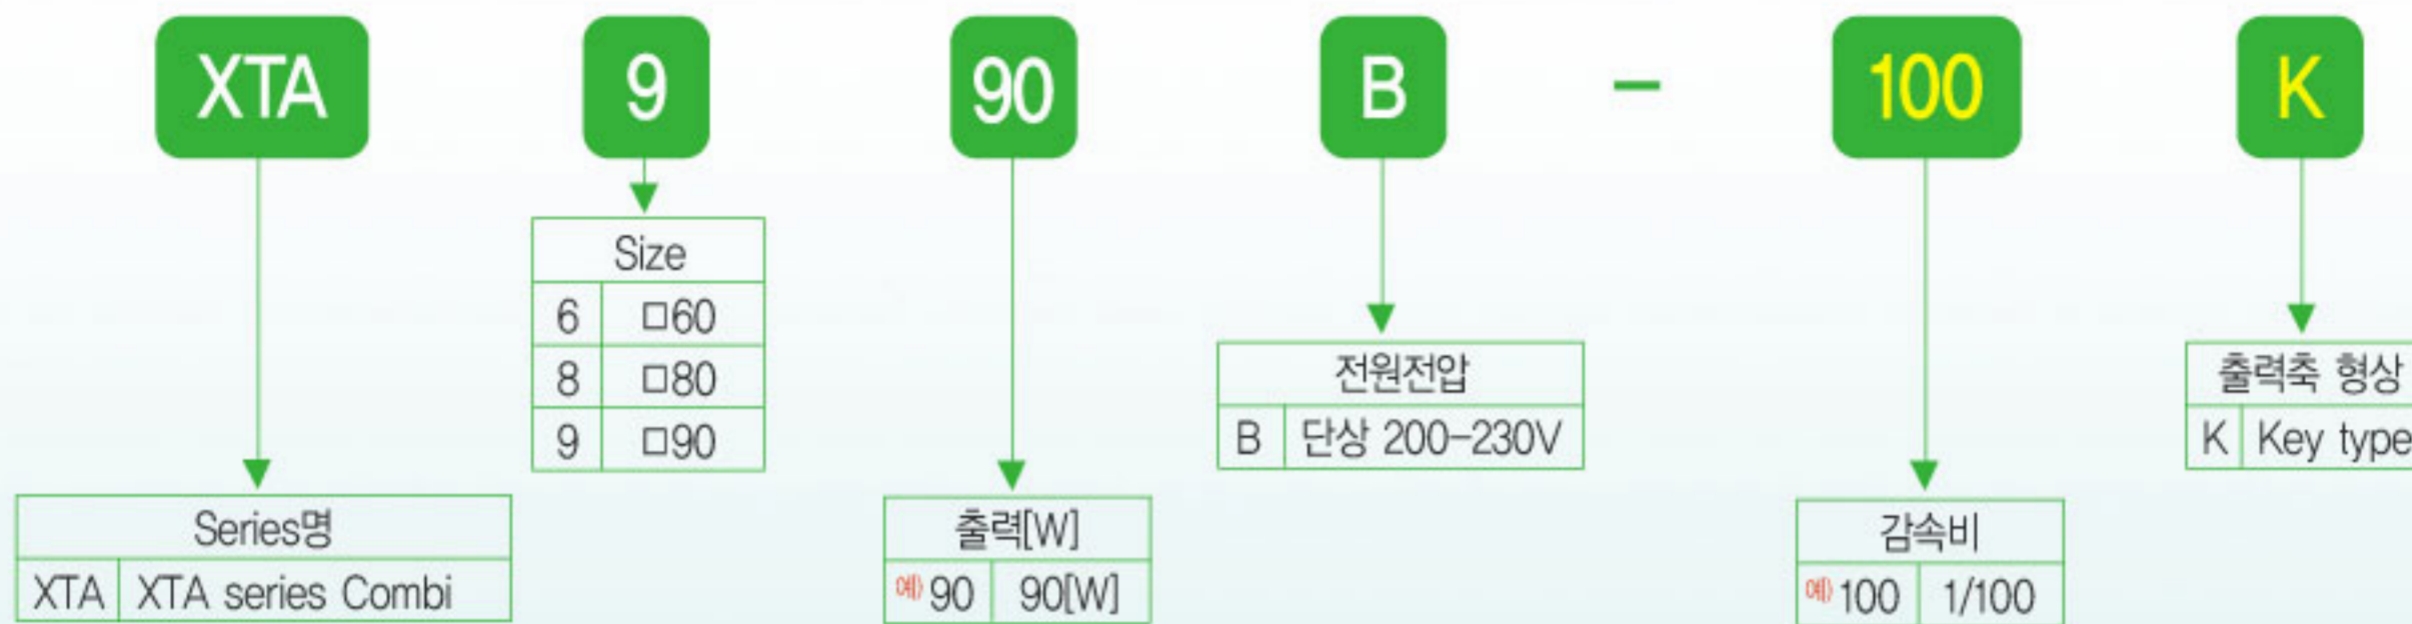 XTA 9 90 B - 100 K
Size
6 □60
8 □80
9 □90
전원전압
B 단상 200-230V
출력축 형상
K Key type
Series명
XTA XTA series Combi
출력[W]
예) 90 90[W]
감속비
예) 100 1/100